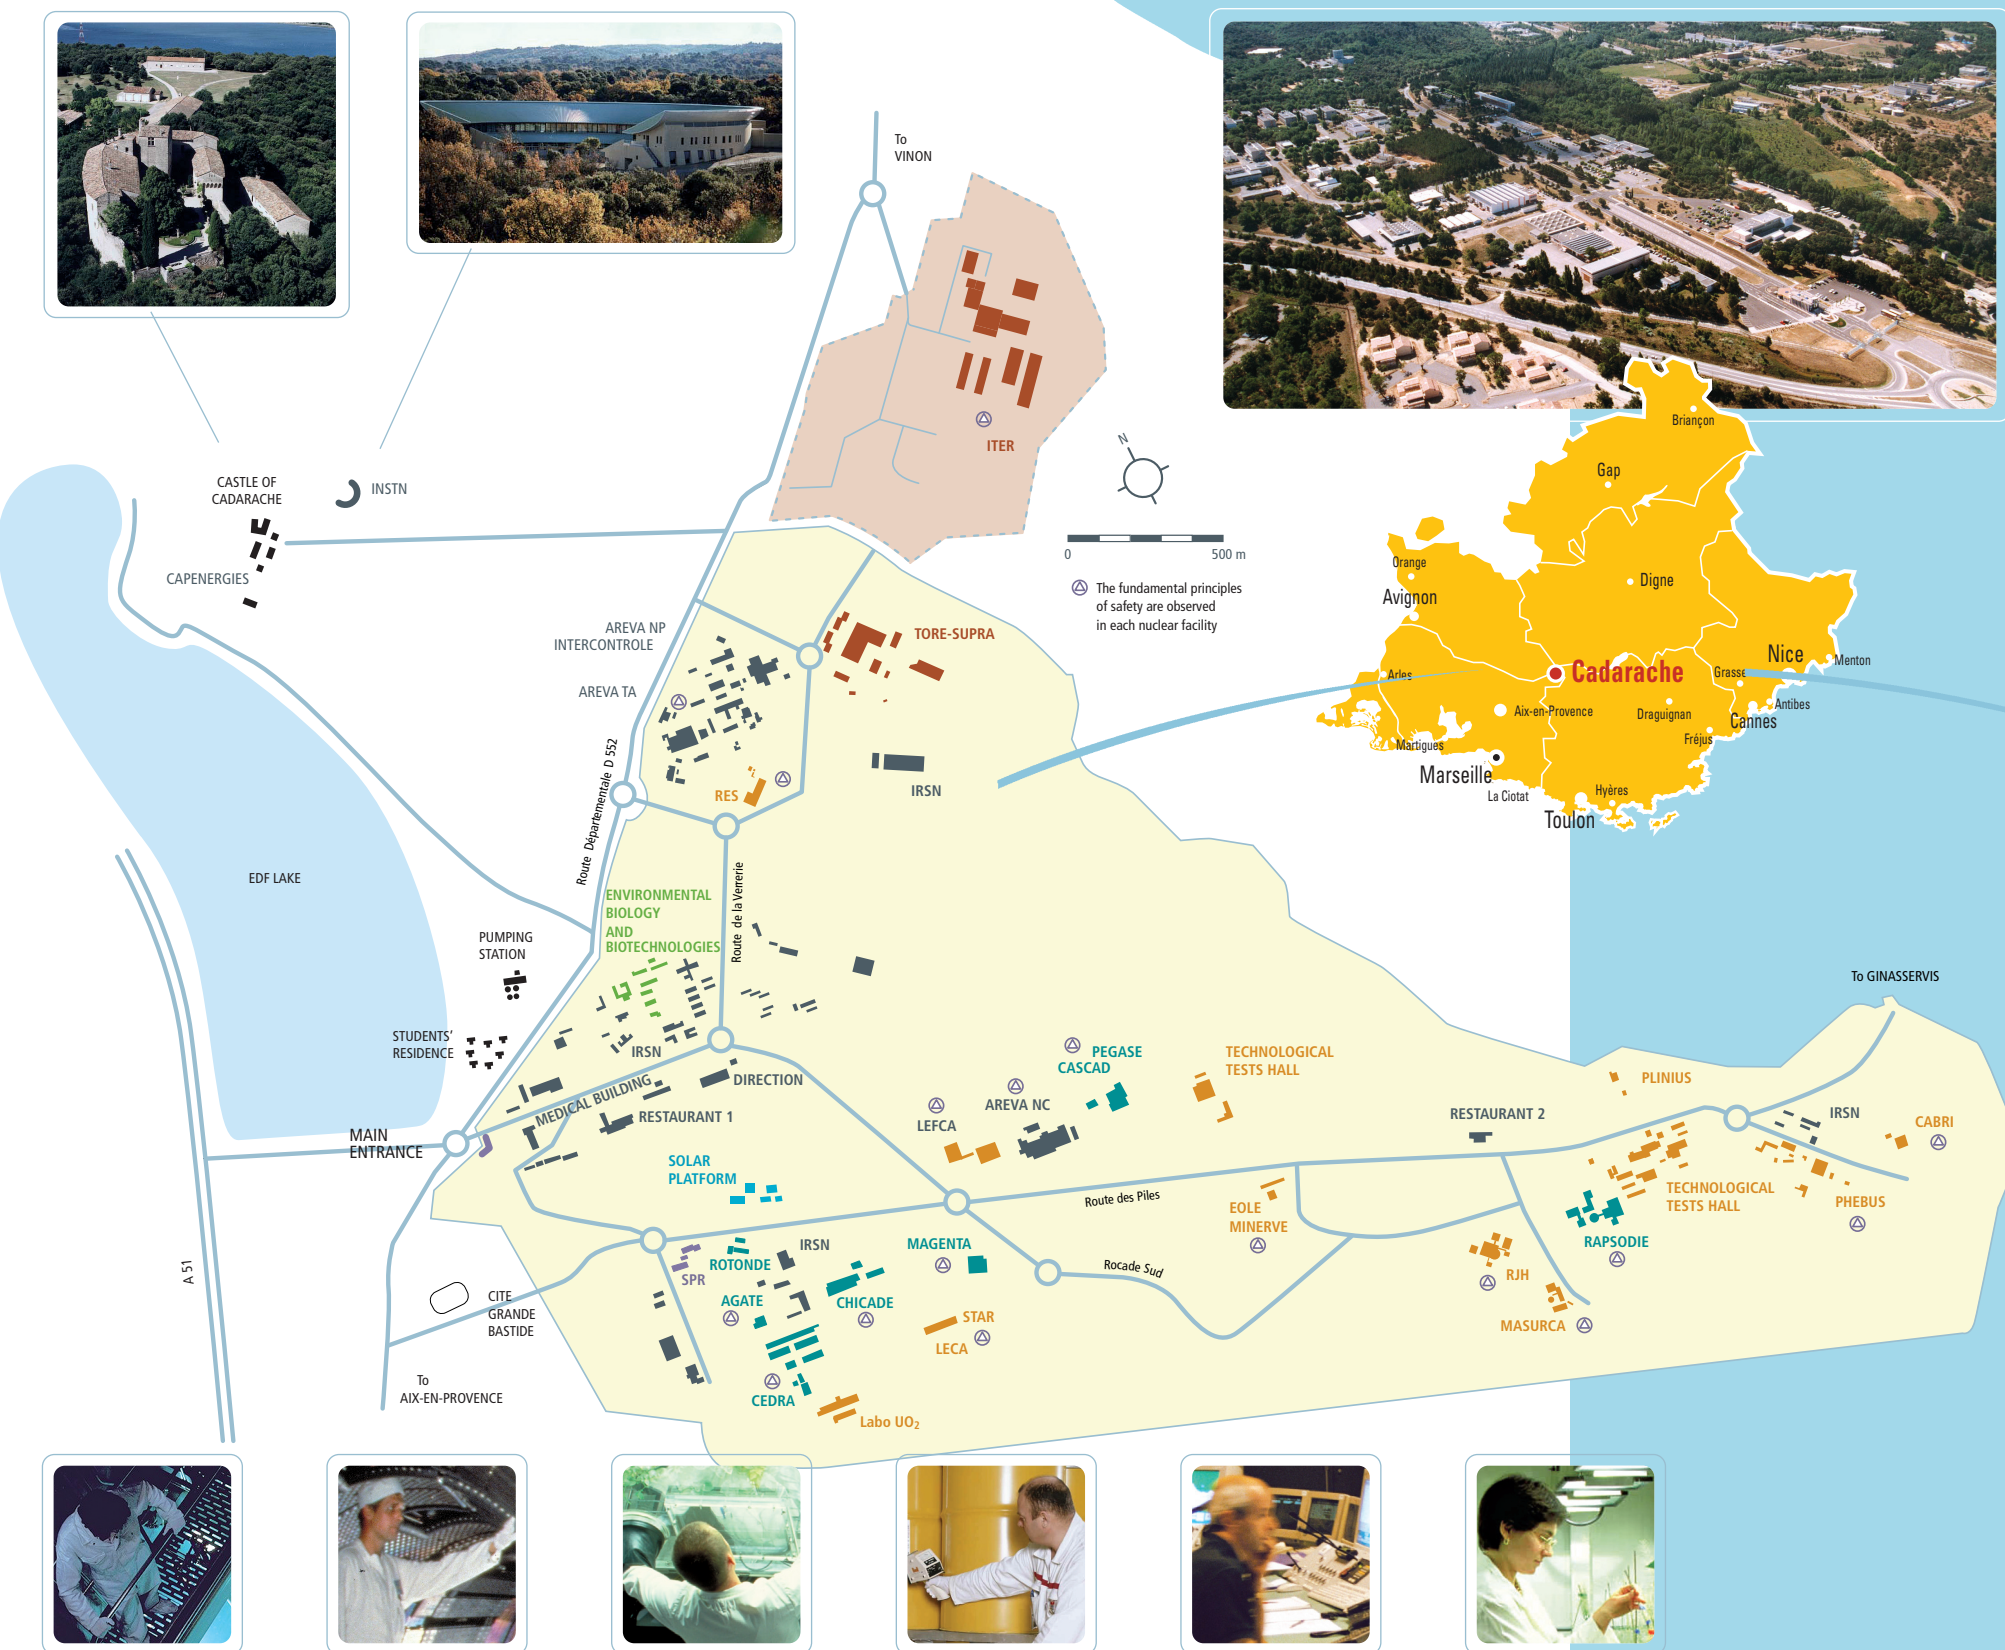 To
VINON
ITER
N
0
500 m
The fundamental principles
of safety are observed
in each nuclear facility
CASTLE OF
CADARACHE
INSTN
CAPENERGIES
AREVA NP
INTERCONTROLE
AREVA TA
TORE-SUPRA
IRSN
RES
Route Départementale D 552
Route de la Verrerie
EDF LAKE
ENVIRONMENTAL
BIOLOGY
AND
BIOTECHNOLOGIES
PUMPING
STATION
STUDENTS'
RESIDENCE
IRSN
MEDICAL BUILDING
DIRECTION
RESTAURANT 1
MAIN
ENTRANCE
SOLAR
PLATFORM
A 51
CITE
GRANDE
BASTIDE
To
AIX-EN-PROVENCE
SPR
ROTONDE
IRSN
AGATE
CHICADE
CEDRA
Labo UO₂
MAGENTA
STAR
LECA
LEFCA
AREVA NC
PEGASE
CASCAD
TECHNOLOGICAL
TESTS HALL
Route des Piles
Rocade Sud
EOLE
MINERVE
RESTAURANT 2
PLINIUS
To GINASSERVIS
IRSN
CABRI
PHEBUS
TECHNOLOGICAL
TESTS HALL
RAPSODIE
RJH
MASURCA
Briançon
Gap
Orange
Avignon
Digne
Nice
Menton
Cadarache
Grasse
Arles
Aix-en-Provence
Draguignan
Antibes
Cannes
Fréjus
Martigues
Marseille
La Ciotat
Hyères
Toulon